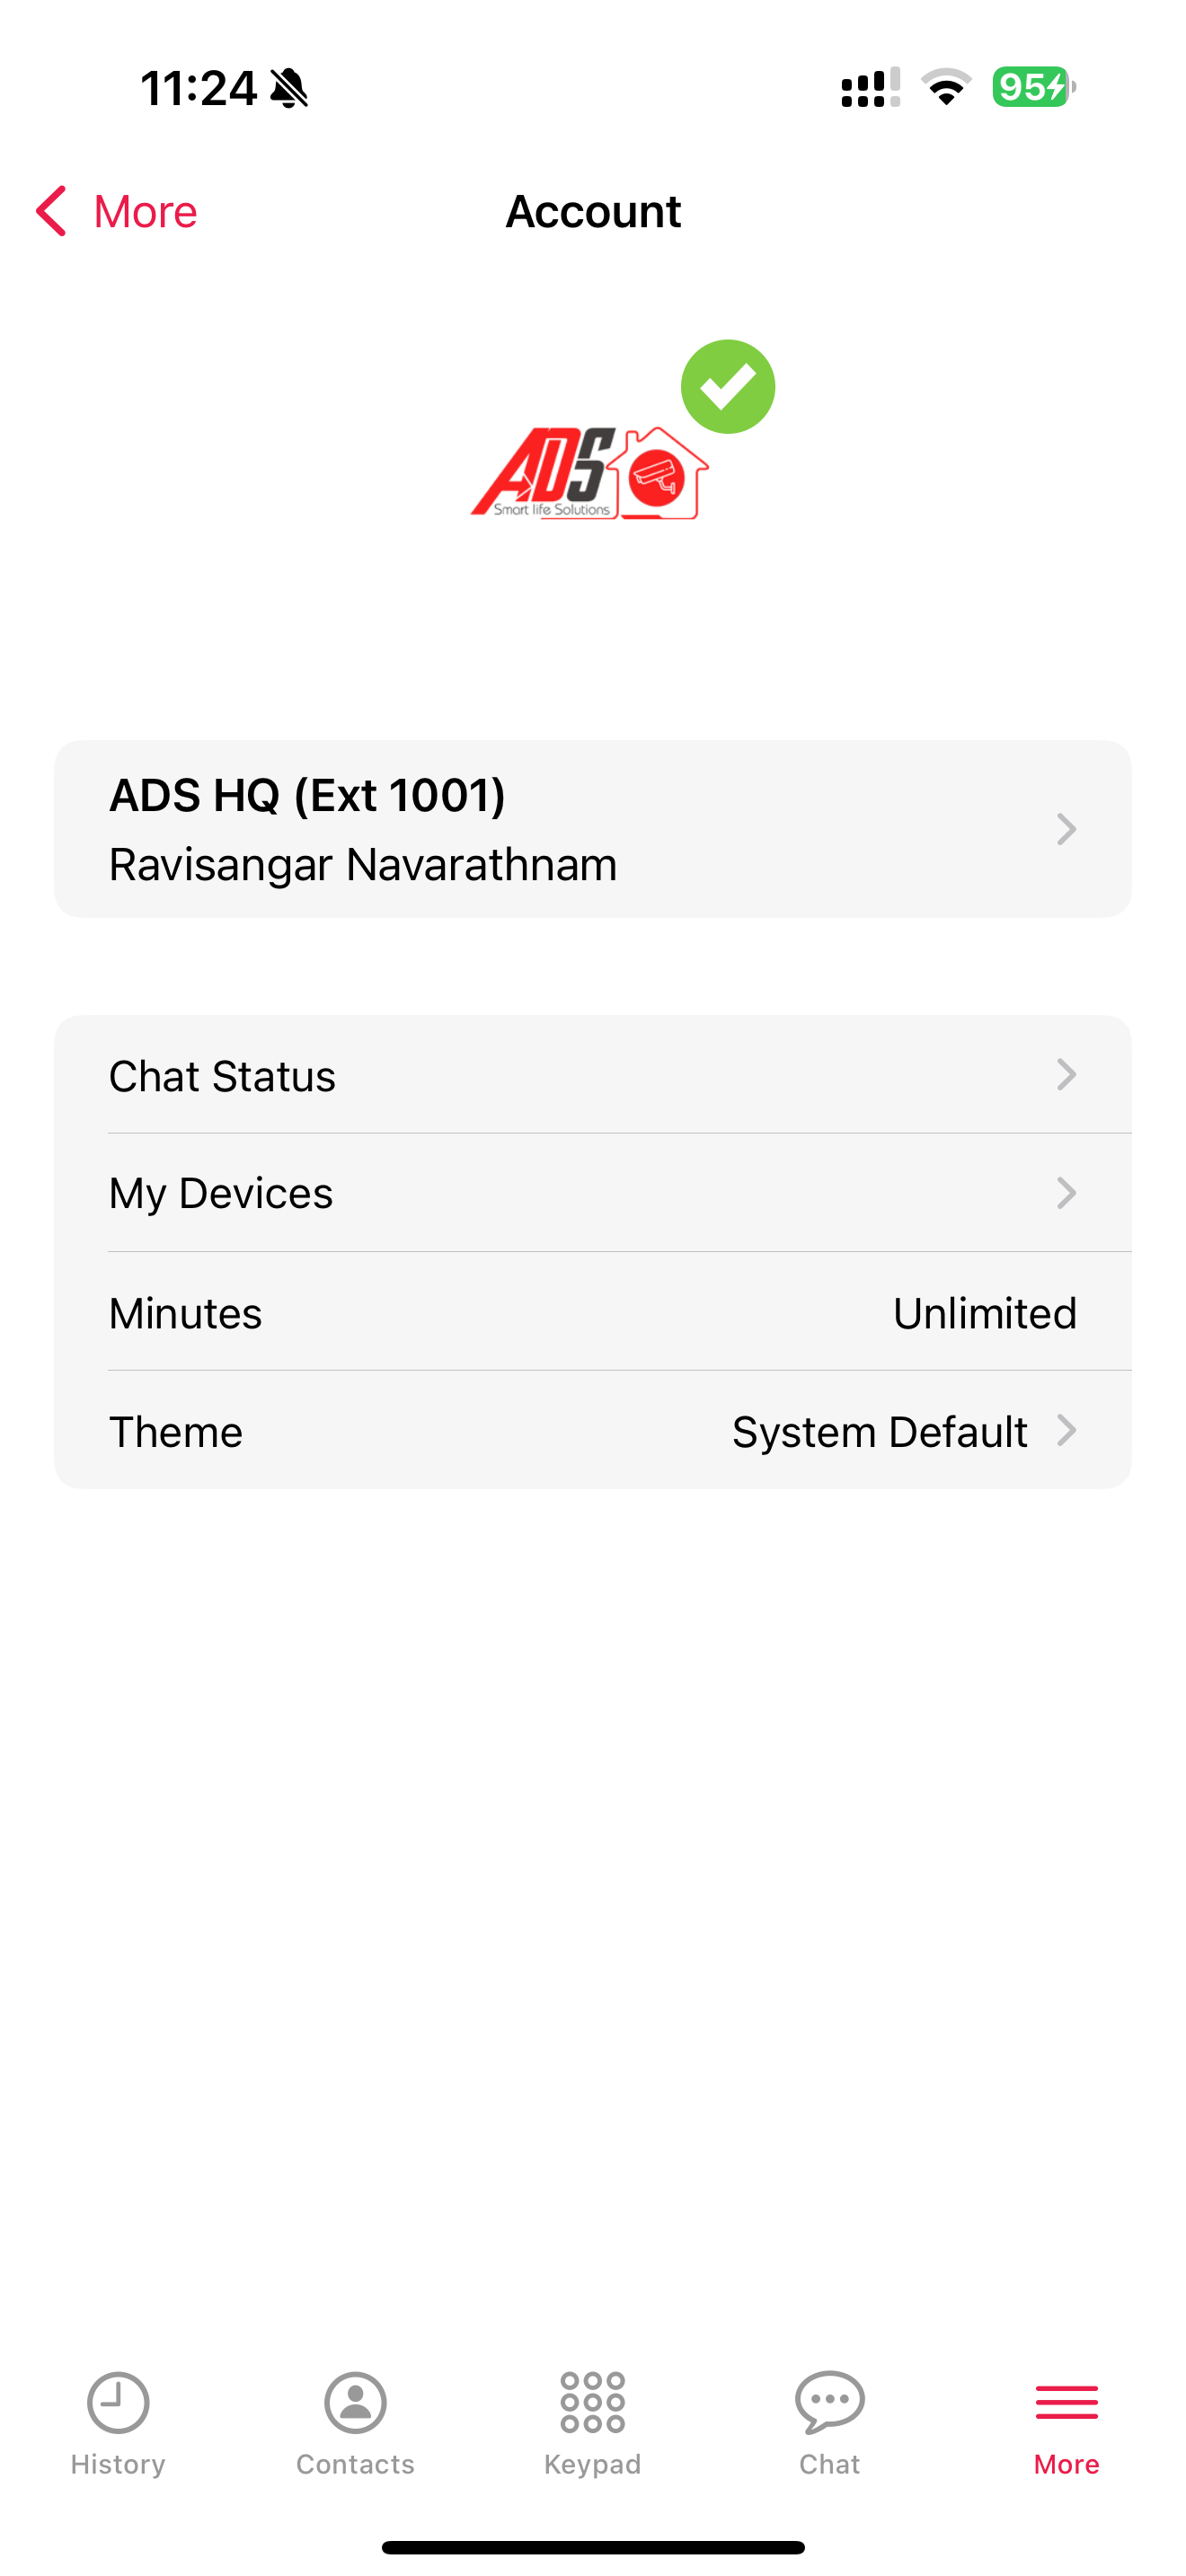 11:24
95
More
Account
ADS
Smart life Solutions
ADS HQ (Ext 1001)
Ravisangar Navarathnam
Chat Status
My Devices
Minutes
Unlimited
Theme
System Default
History
Contacts
Keypad
Chat
More